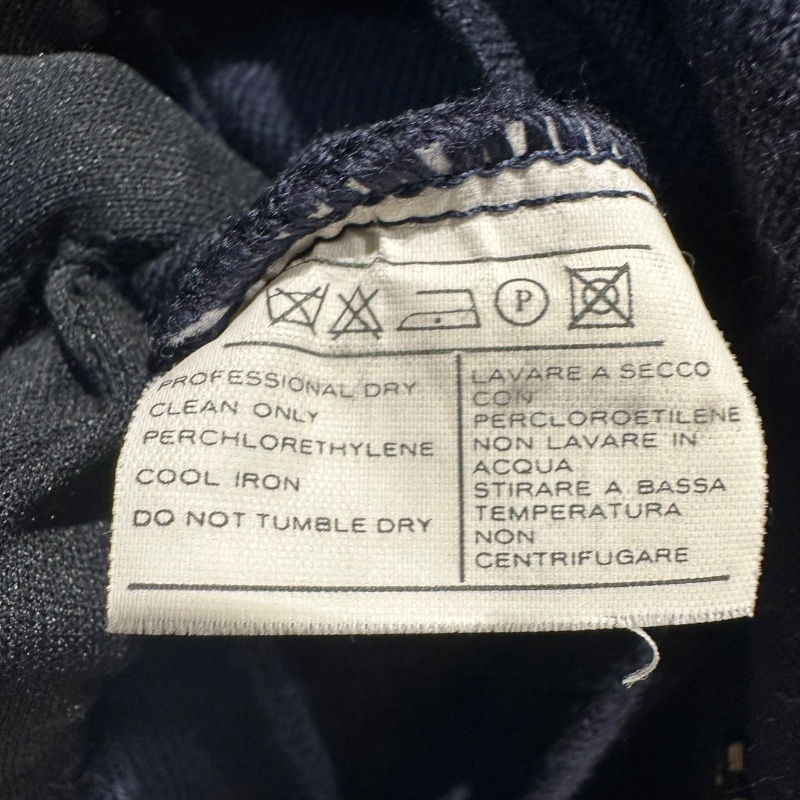 P
PROFESSIONAL DRY
CLEAN ONLY
PERCHLORETHYLENE
COOL IRON
DO NOT TUMBLE DRY
LAVARE A SECCO
CON
PERCLOROETILENE
NON LAVARE IN
ACQUA
STIRARE A BASSA
TEMPERATURA
NON
CENTRIFUGARE